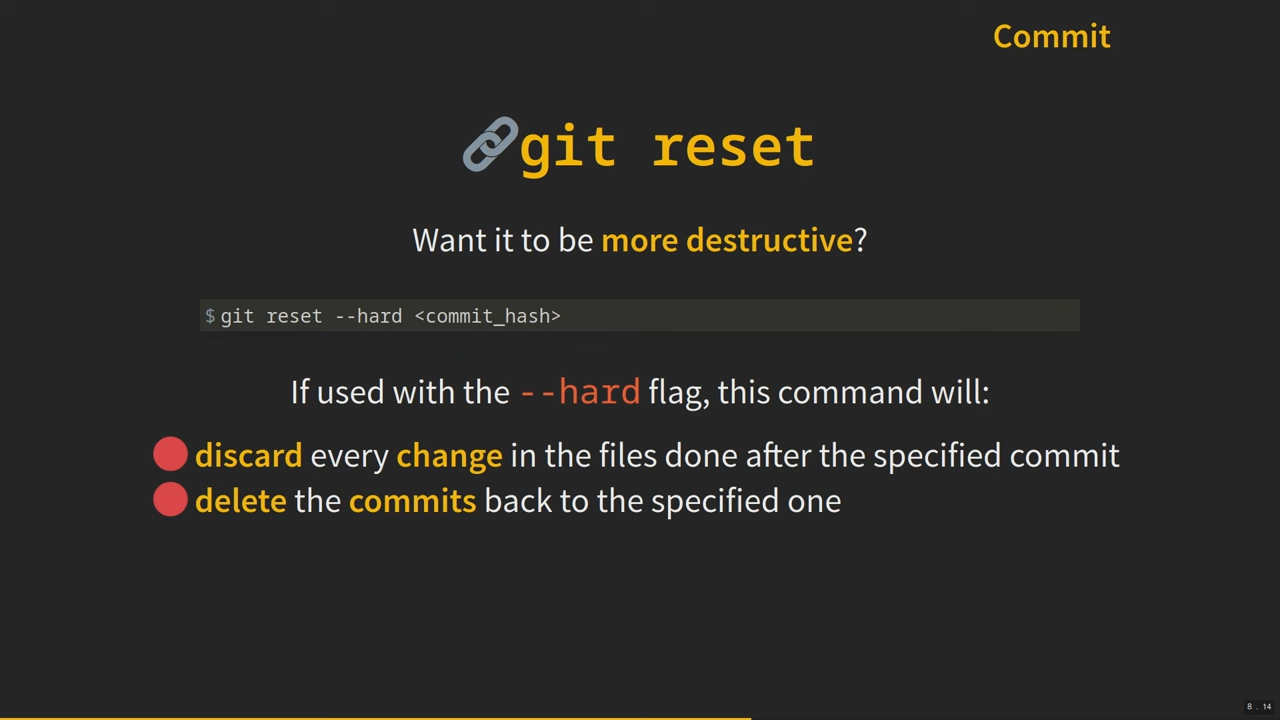 Commit
git reset
Want it to be more destructive?
$ git reset --hard <commit_hash>
If used with the --hard flag, this command will:
discard every change in the files done after the specified commit
delete the commits back to the specified one
8 . 14